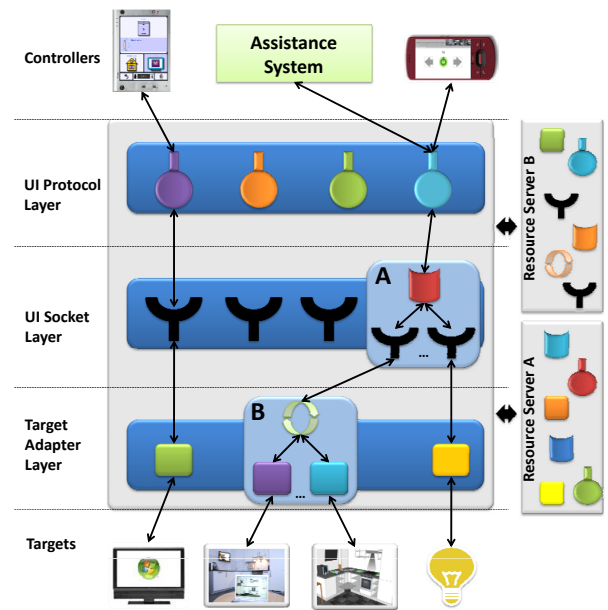 Controllers
Assistance
System
UI Protocol
Layer
Resource Server B
A
UI Socket
Layer
...
Resource Server A
B
Target
Adapter
Layer
...
Targets